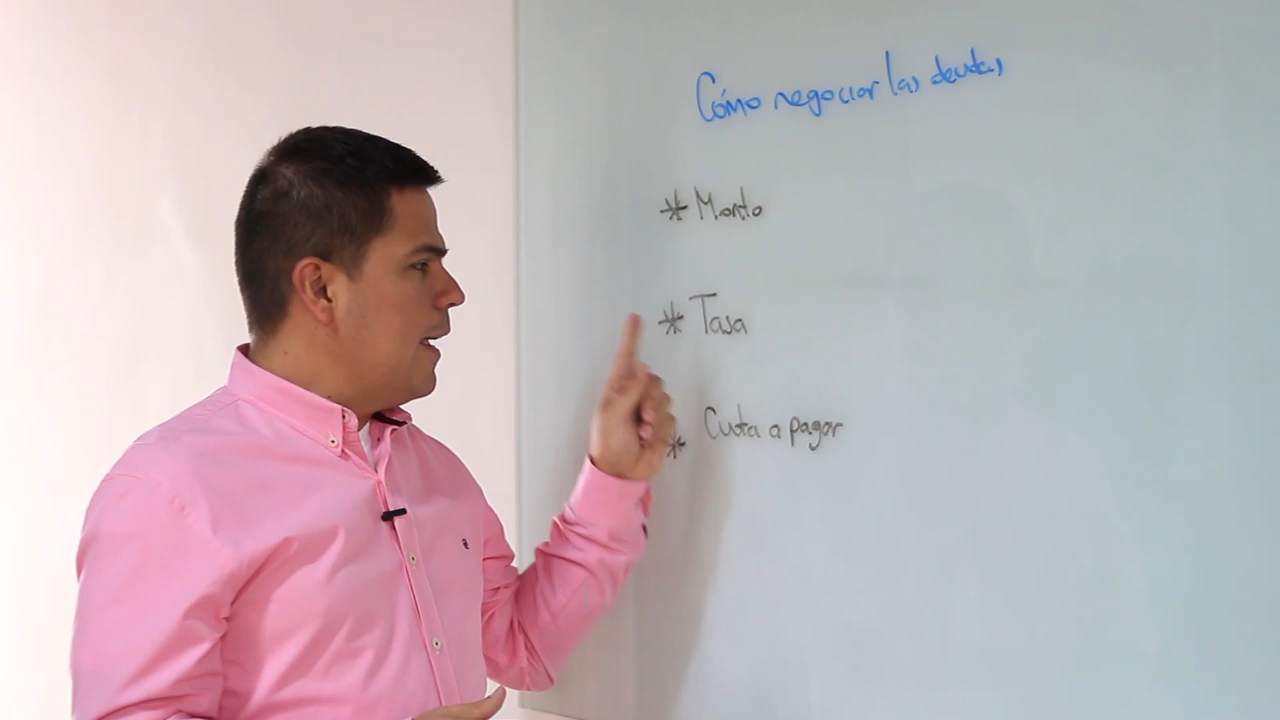 Cómo negociar las deudas
* Monto
* Tasa
* Cuota a pagar